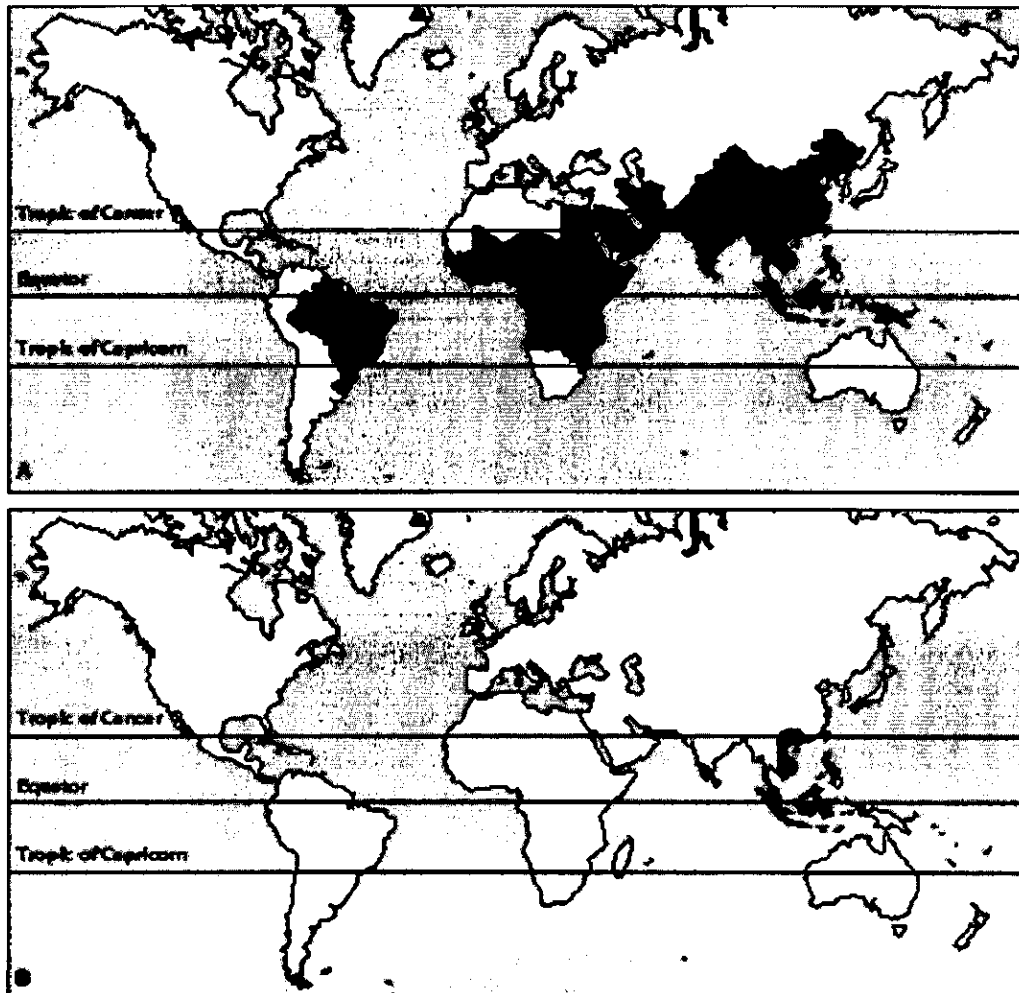 Tropic of Cancer
Equator
Tropic of Capricorn
A
Tropic of Cancer
Equator
Tropic of Capricorn
B